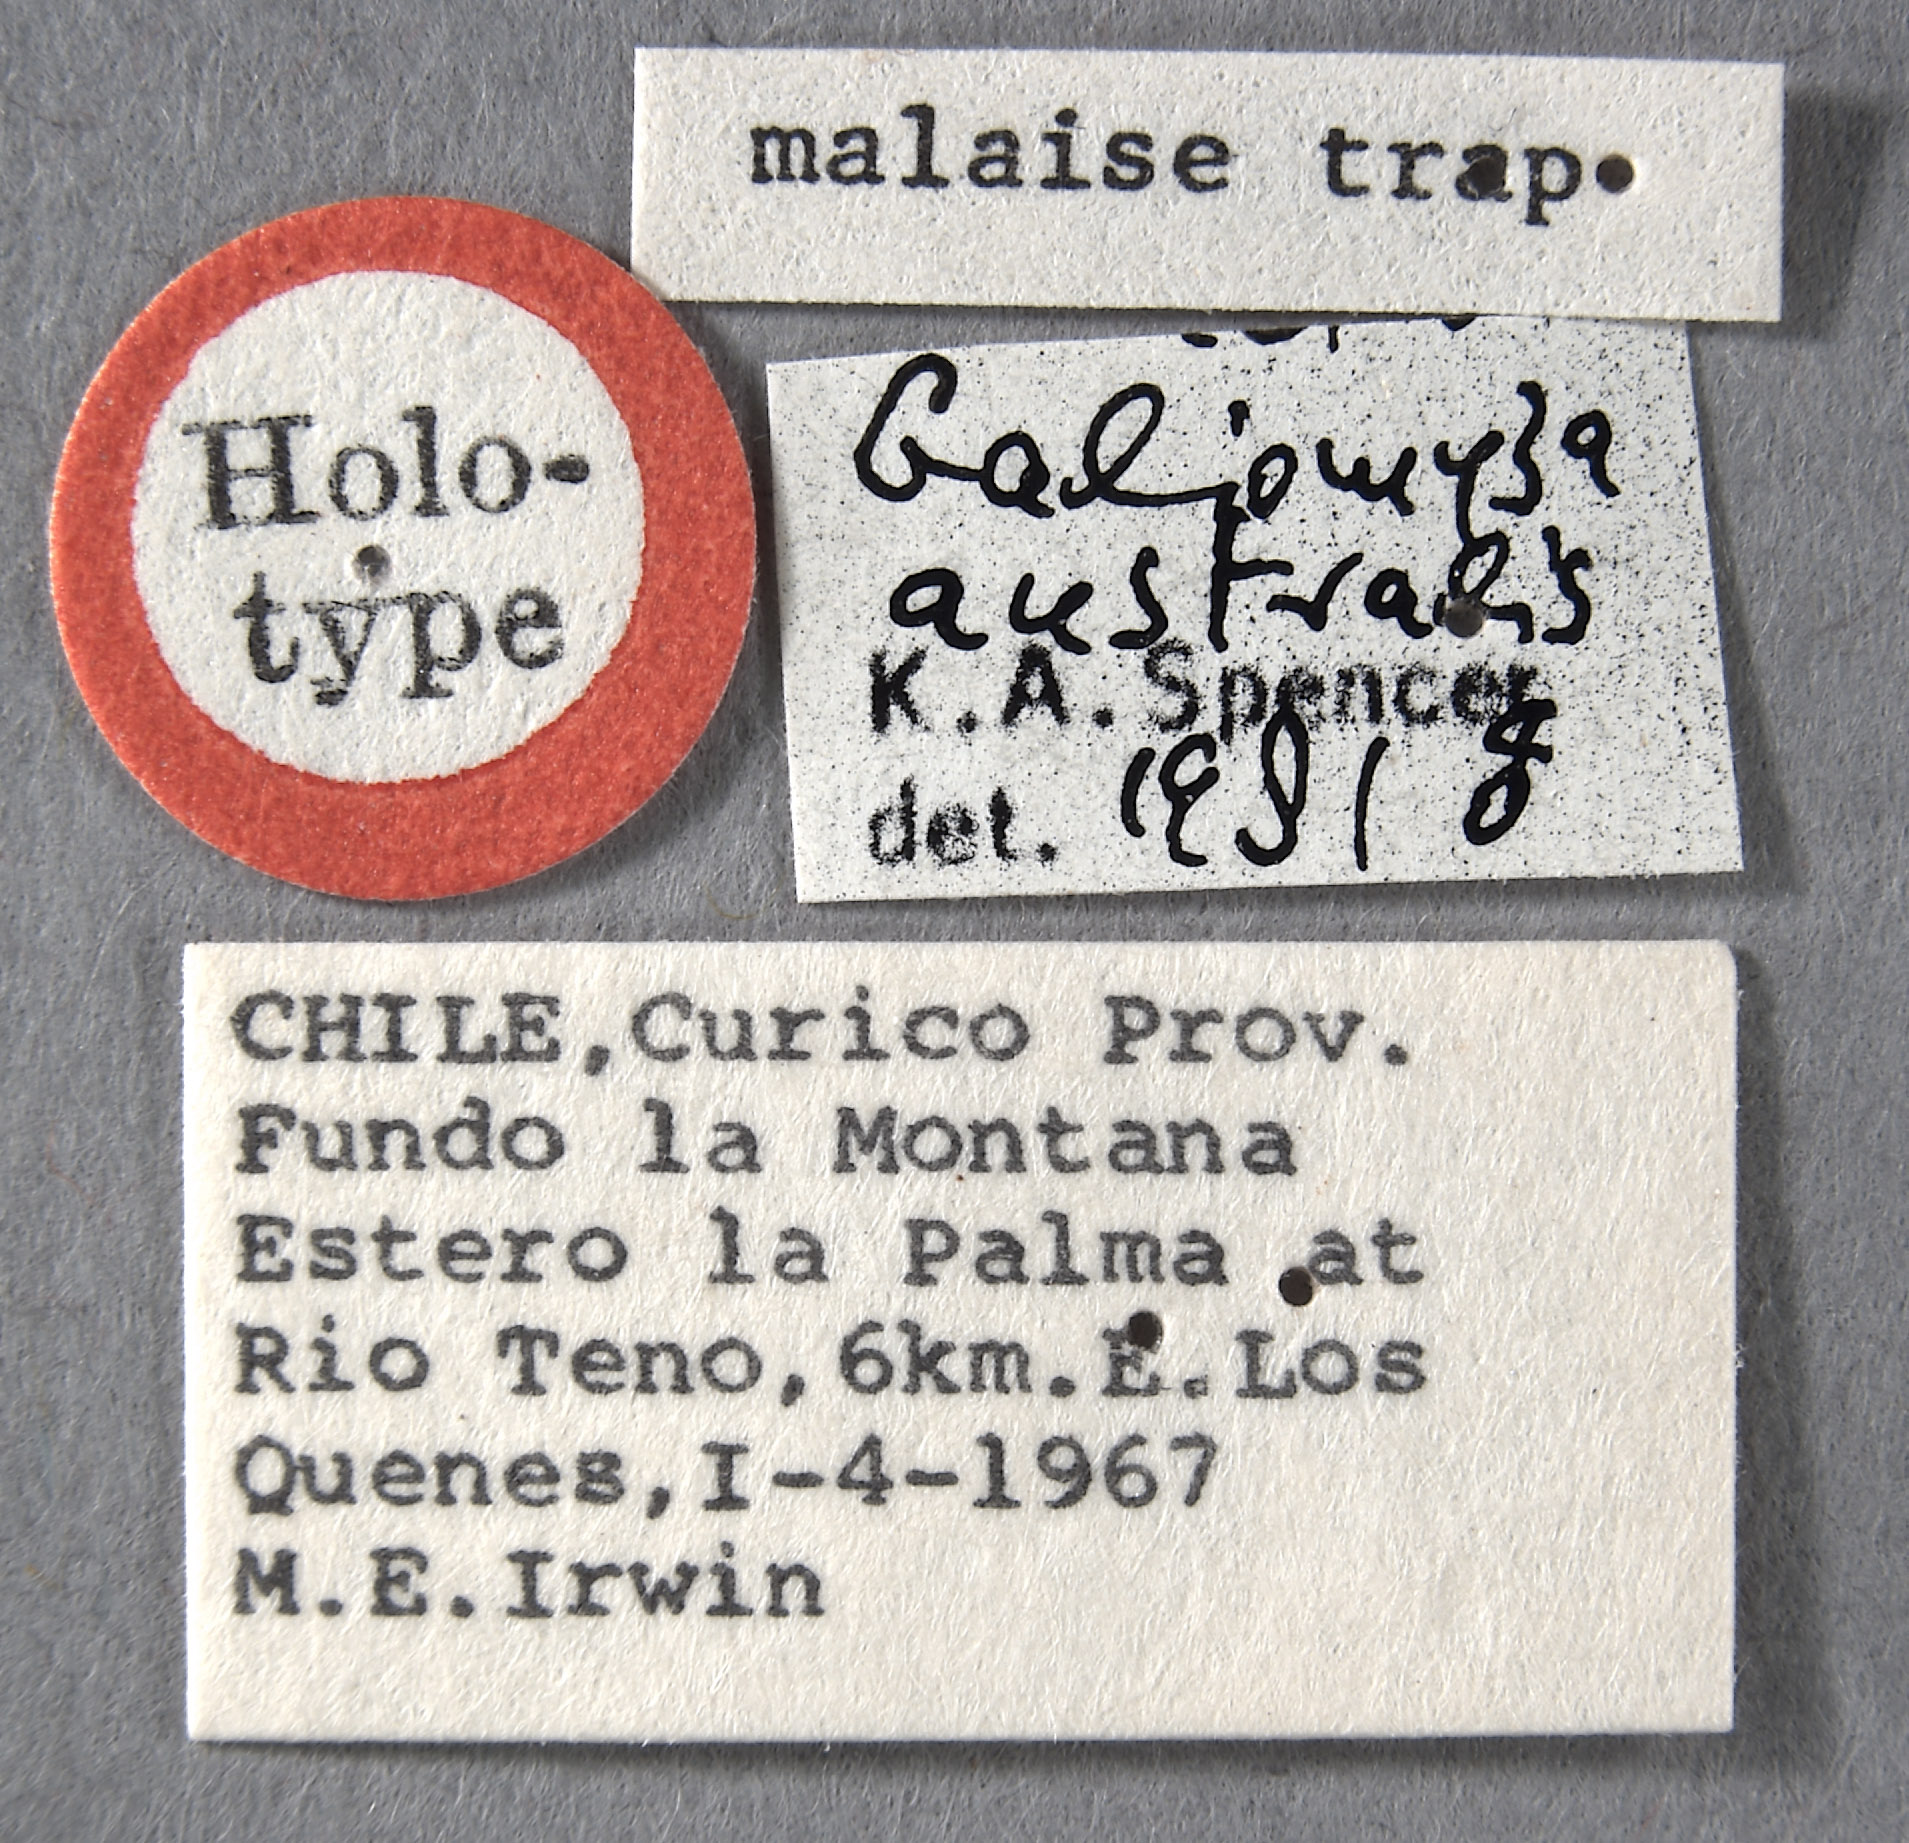 malaise trap.
Holo-
type
Galiomyza
australis
K.A.Spencer
det. 1981 ♂
CHILE,Curico Prov.
Fundo la Montana
Estero la Palma at
Rio Teno,6km.E.Los
Quenes,I-4-1967
M.E.Irwin